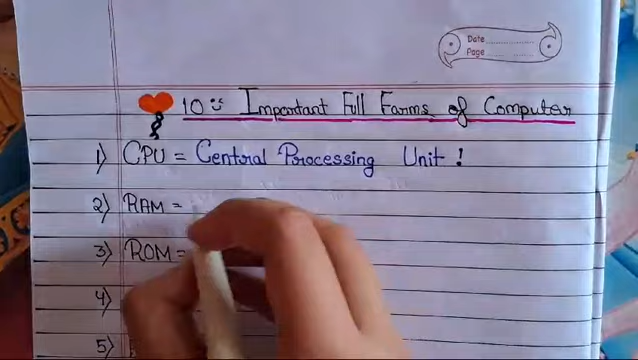 Date
Page
10 Important Full Farms of Computer
1) CPU = Central Processing Unit !
2) RAM =
3) ROM =
4)
5)